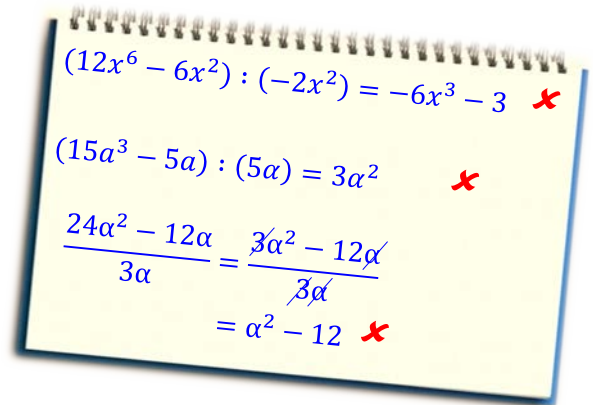 (12x⁶ − 6x²) : (−2x²) = −6x³ − 3 ✗
(15a³ − 5a) : (5α) = 3α² ✗
(24α² − 12α)/(3α) = (3α² − 12α)/(3α)
= α² − 12 ✗